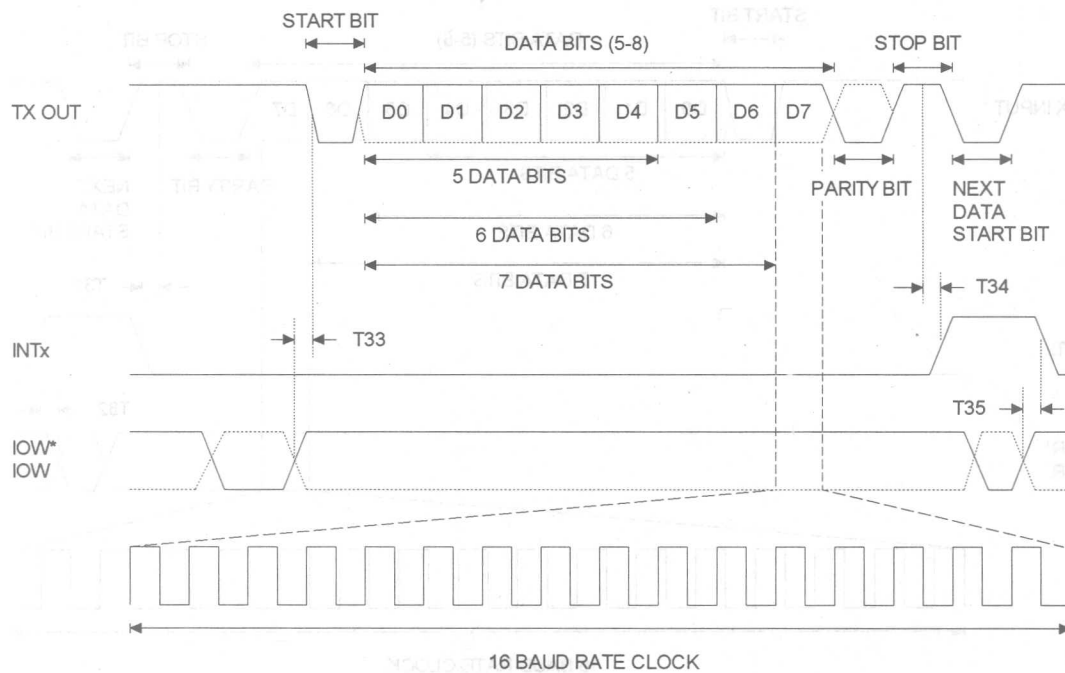 START BIT
DATA BITS (5-8)
STOP BIT
TX OUT
D0 D1 D2 D3 D4 D5 D6 D7
5 DATA BITS
PARITY BIT
NEXT
DATA
START BIT
6 DATA BITS
7 DATA BITS
T34
T33
INTx
T35
IOW*
IOW
16 BAUD RATE CLOCK